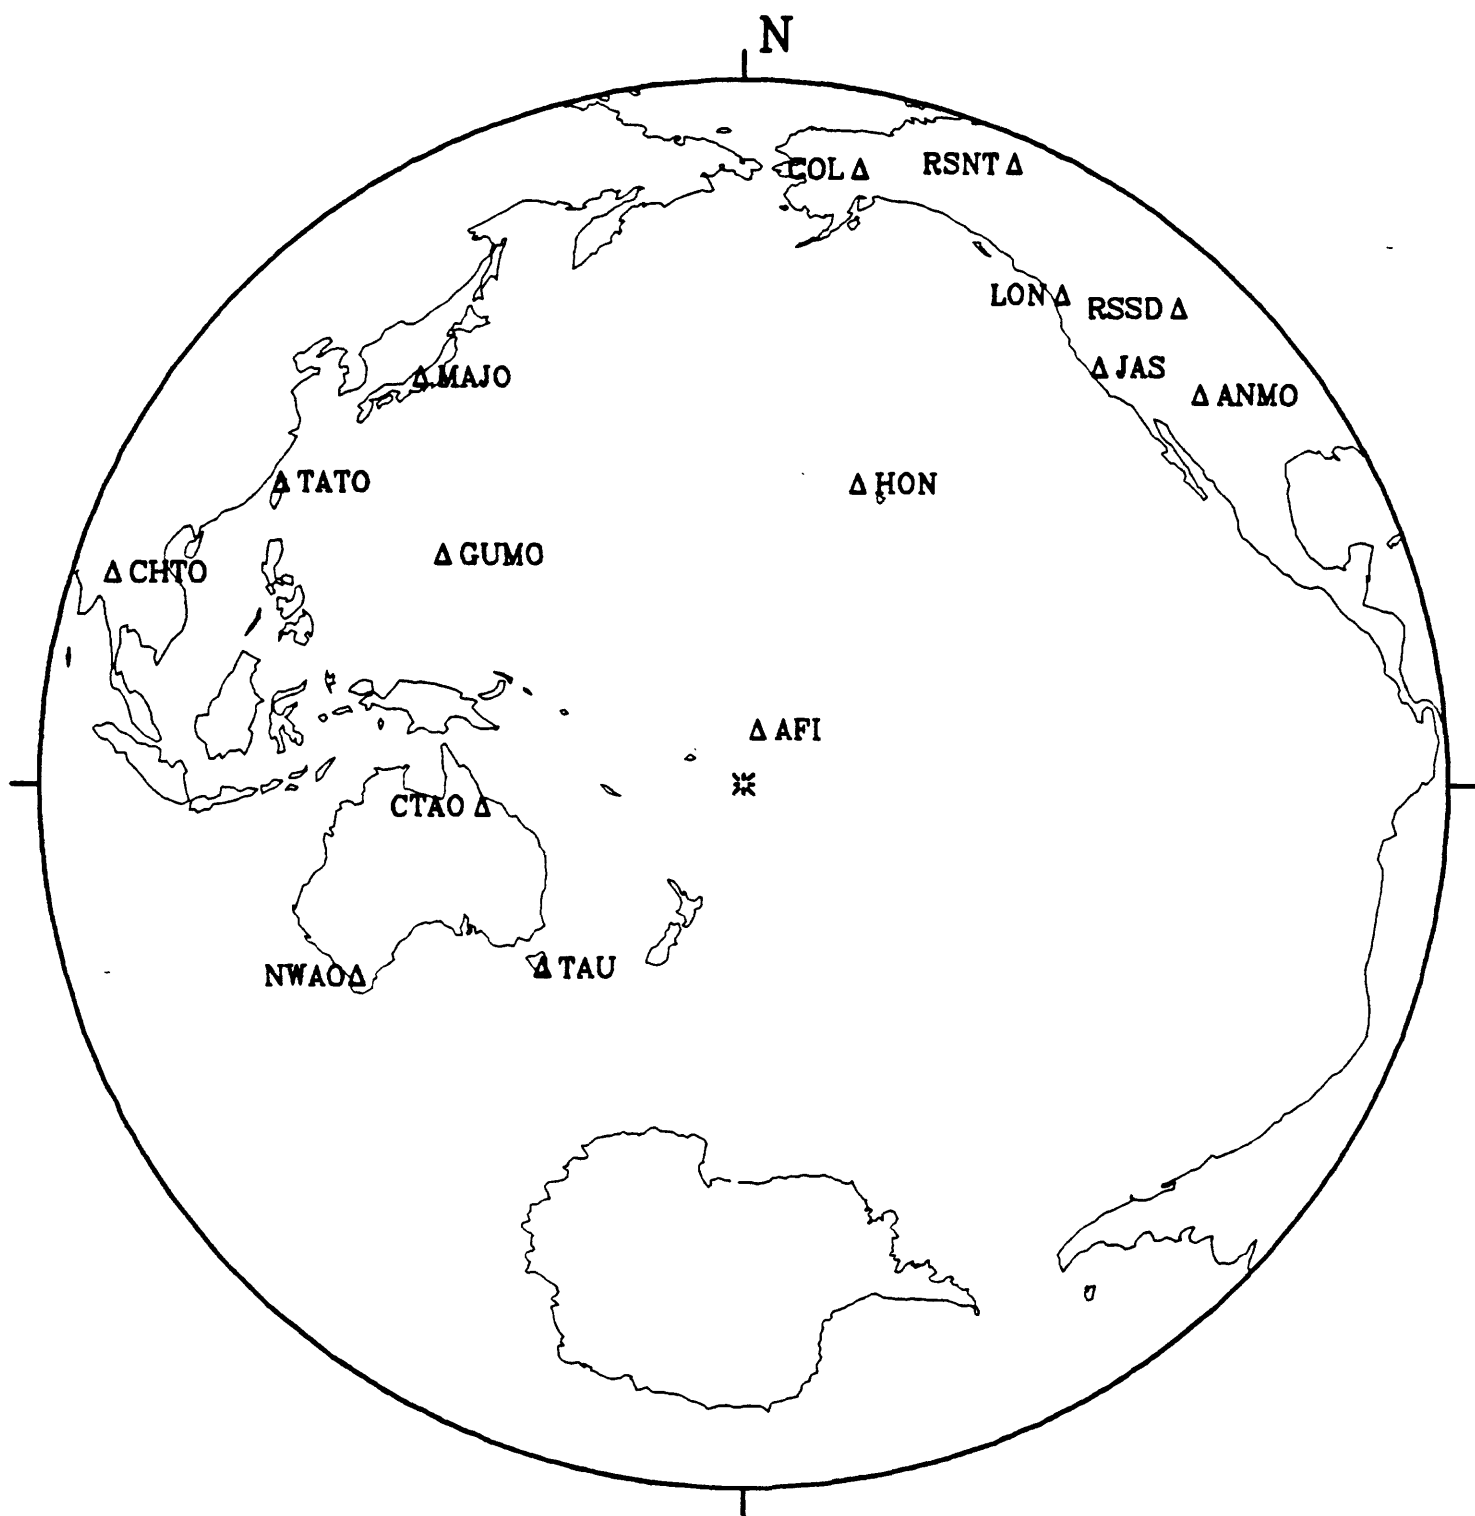 N
COL
RSNT
LON
RSSD
JAS
MAJO
ANMO
TATO
HON
GUMO
CHTO
AFI
CTAO
TAU
NWAO